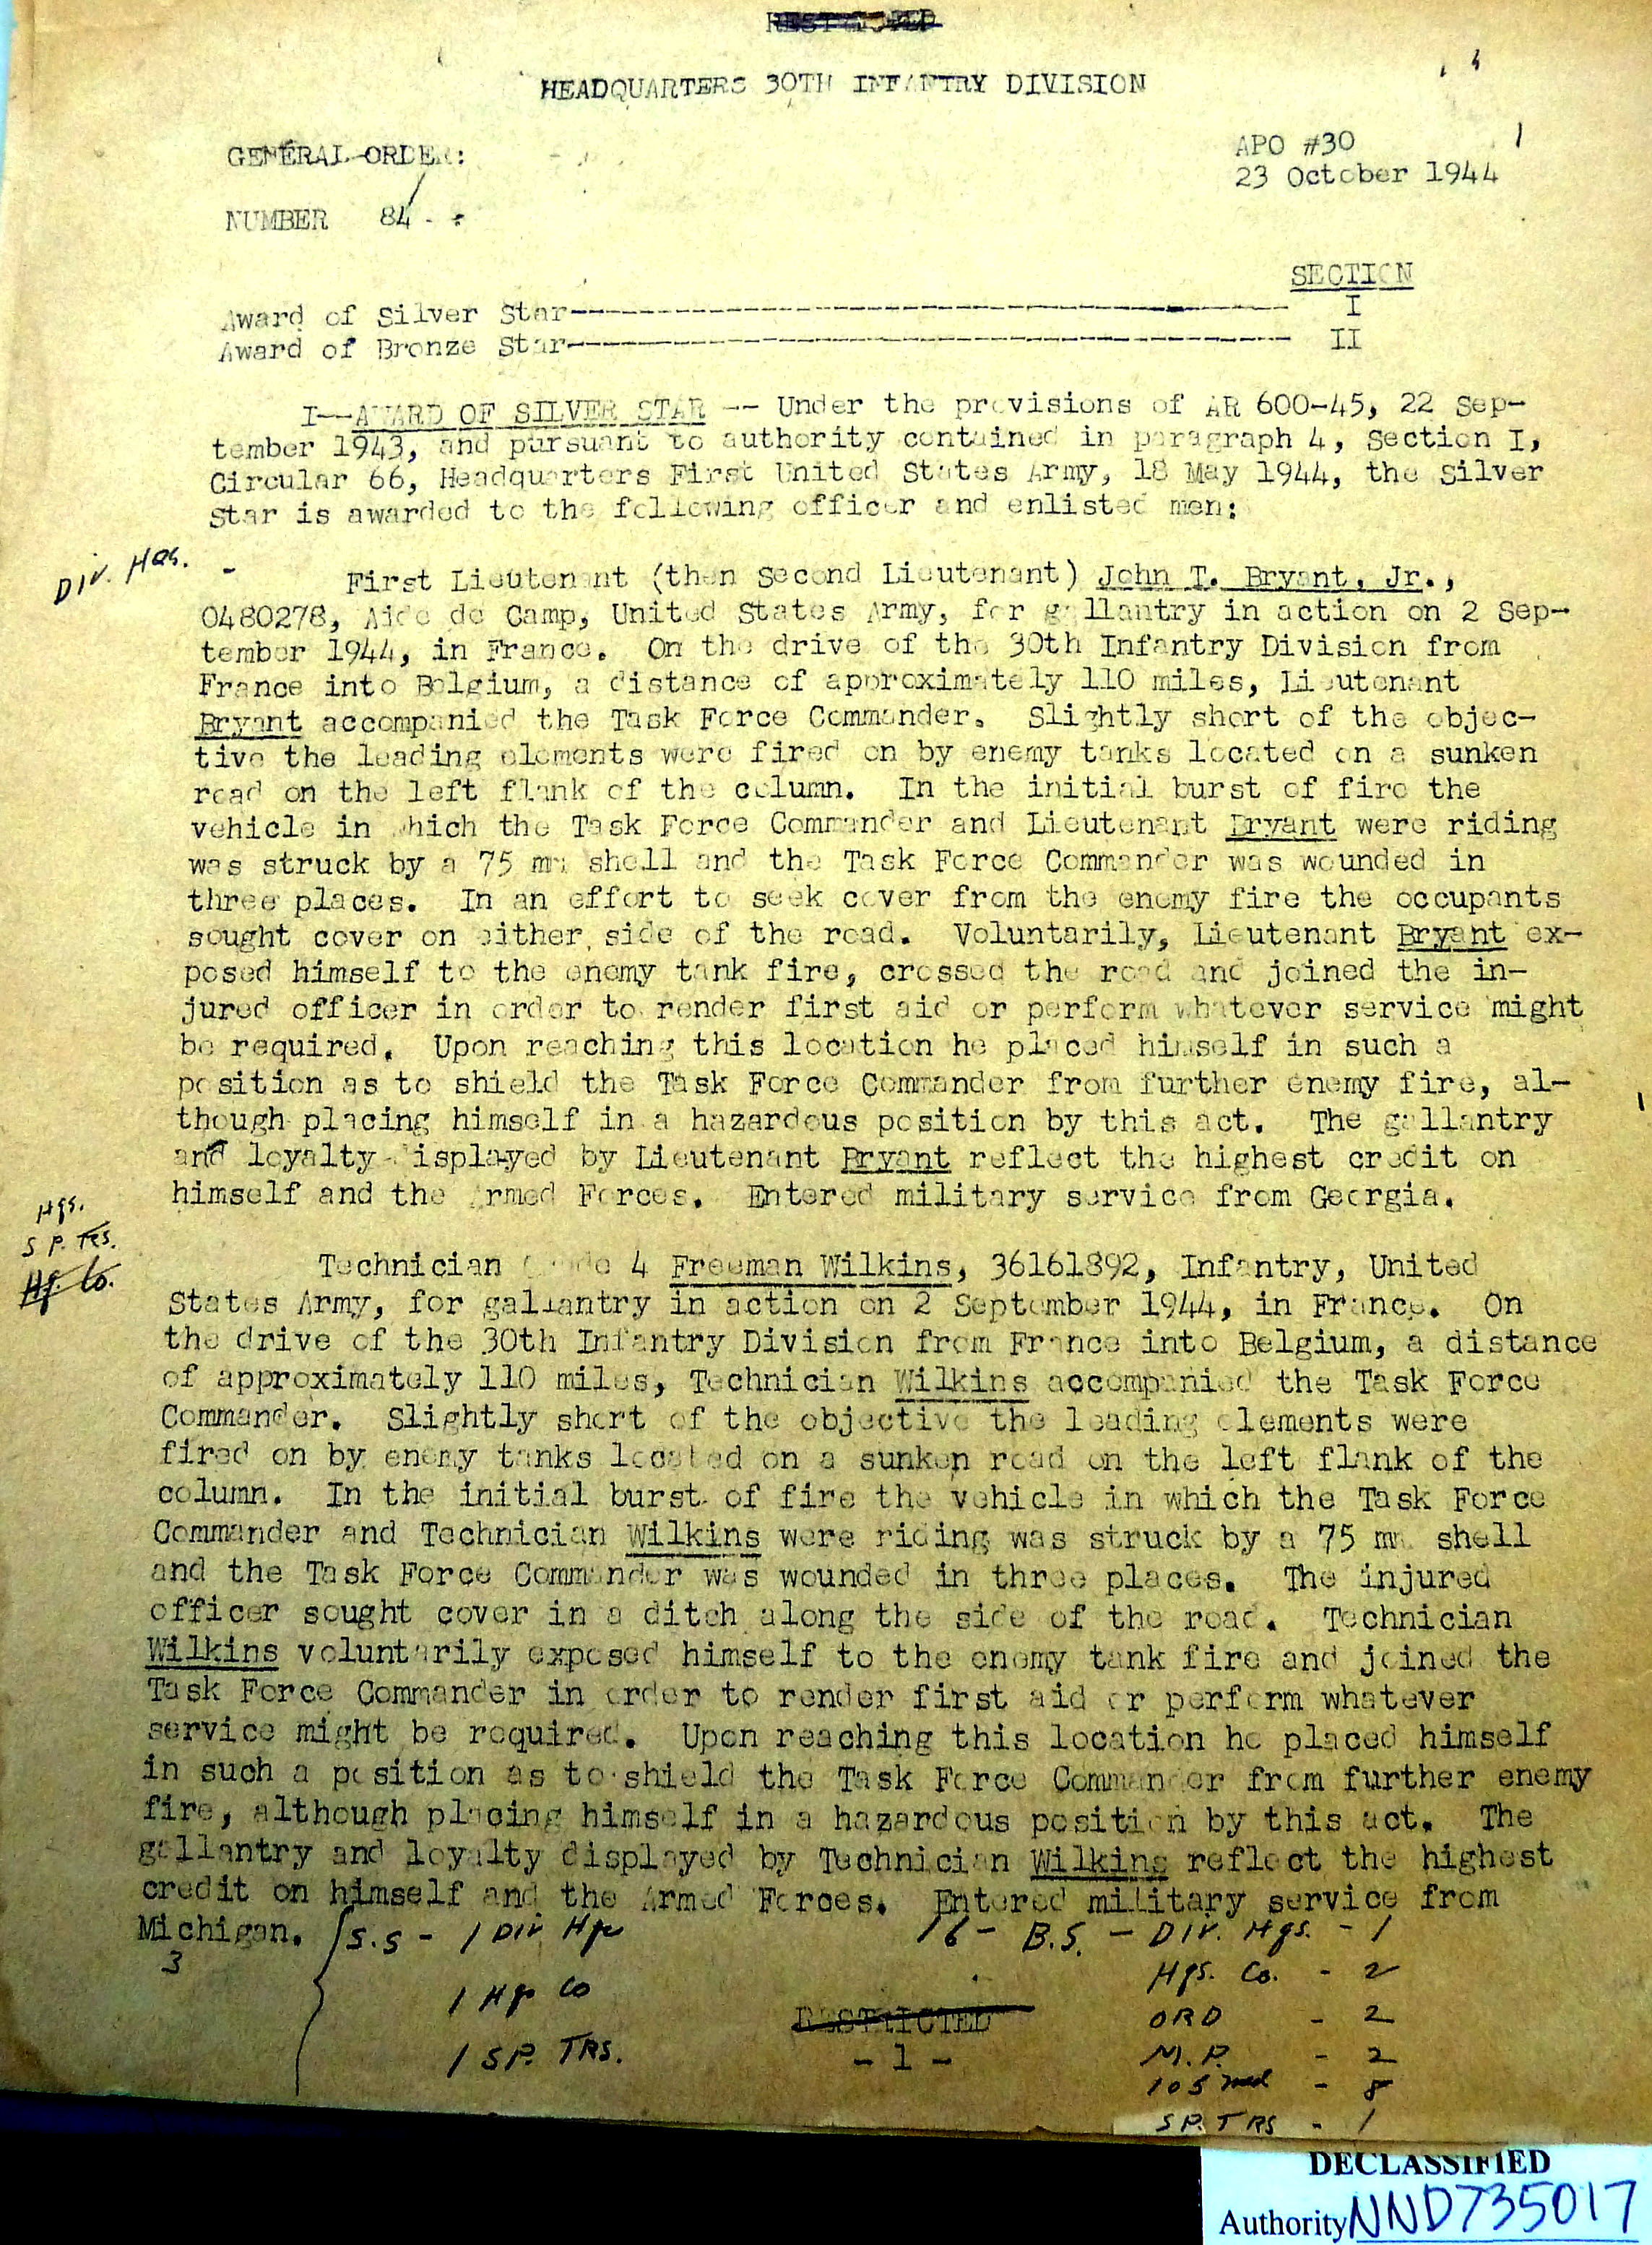 RESTRICTED
HEADQUARTERS 30TH INFANTRY DIVISION
GENERAL ORDER:
APO #30
23 October 1944
NUMBER 84
SECTION
Award of Silver Star------------------------------------------- I
Award of Bronze Star------------------------------------------- II
I--AWARD OF SILVER STAR -- Under the provisions of AR 600-45, 22 Sep-
tember 1943, and pursuant to authority contained in paragraph 4, Section I,
Circular 66, Headquarters First United States Army, 18 May 1944, the Silver
Star is awarded to the following officer and enlisted men:
Div. Hqs.
First Lieutenant (then Second Lieutenant) John T. Bryant, Jr.,
0480278, Aide de Camp, United States Army, for gallantry in action on 2 Sep-
tember 1944, in France. On the drive of the 30th Infantry Division from
France into Belgium, a distance of approximately 110 miles, Lieutenant
Bryant accompanied the Task Force Commander. Slightly short of the objec-
tive the leading elements were fired on by enemy tanks located on a sunken
road on the left flank of the column. In the initial burst of fire the
vehicle in which the Task Force Commander and Lieutenant Bryant were riding
was struck by a 75 mm shell and the Task Force Commander was wounded in
three places. In an effort to seek cover from the enemy fire the occupants
sought cover on either side of the road. Voluntarily, Lieutenant Bryant ex-
posed himself to the enemy tank fire, crossed the road and joined the in-
jured officer in order to render first aid or perform whatever service might
be required. Upon reaching this location he placed himself in such a
position as to shield the Task Force Commander from further enemy fire, al-
though placing himself in a hazardous position by this act. The gallantry
and loyalty displayed by Lieutenant Bryant reflect the highest credit on
himself and the Armed Forces. Entered military service from Georgia.
Hqs.
SP. TRS.
Hq. Co.
Technician Grade 4 Freeman Wilkins, 36161892, Infantry, United
States Army, for gallantry in action on 2 September 1944, in France. On
the drive of the 30th Infantry Division from France into Belgium, a distance
of approximately 110 miles, Technician Wilkins accompanied the Task Force
Commander. Slightly short of the objective the leading elements were
fired on by enemy tanks located on a sunken road on the left flank of the
column. In the initial burst of fire the vehicle in which the Task Force
Commander and Technician Wilkins were riding was struck by a 75 mm shell
and the Task Force Commander was wounded in three places. The injured
officer sought cover in a ditch along the side of the road. Technician
Wilkins voluntarily exposed himself to the enemy tank fire and joined the
Task Force Commander in order to render first aid or perform whatever
service might be required. Upon reaching this location he placed himself
in such a position as to shield the Task Force Commander from further enemy
fire, although placing himself in a hazardous position by this act. The
gallantry and loyalty displayed by Technician Wilkins reflect the highest
credit on himself and the Armed Forces. Entered military service from
Michigan.
3 S.S - 1 Div Hq
1 Hq Co
1 SP. TRS.
16 - B.S. - DIV. Hqs. - 1
Hqs. Co. - 2
ORD - 2
M.P. - 2
105 med - 8
SP. TRS - 1
RESTRICTED
- 1 -
DECLASSIFIED
Authority NND735017